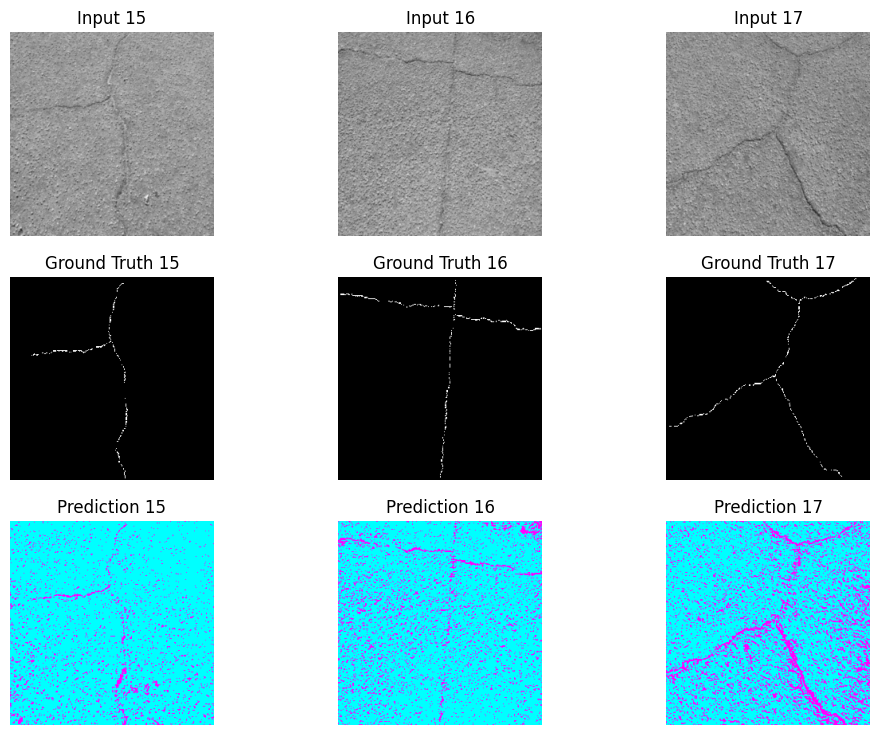 Input 15
Input 16
Input 17
Ground Truth 15
Ground Truth 16
Ground Truth 17
Prediction 15
Prediction 16
Prediction 17